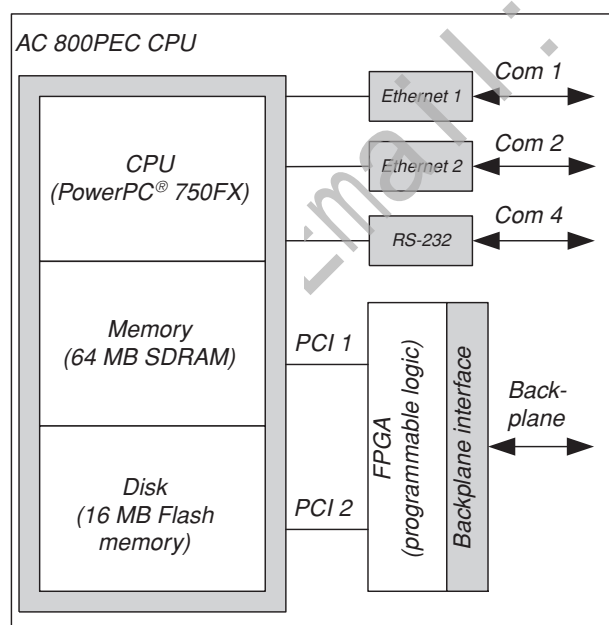 AC 800PEC CPU
CPU
(PowerPC® 750FX)
Memory
(64 MB SDRAM)
Disk
(16 MB Flash
memory)
Ethernet 1
Com 1
Ethernet 2
Com 2
RS-232
Com 4
PCI 1
PCI 2
FPGA
(programmable logic)
Backplane interface
Back-
plane
mail: